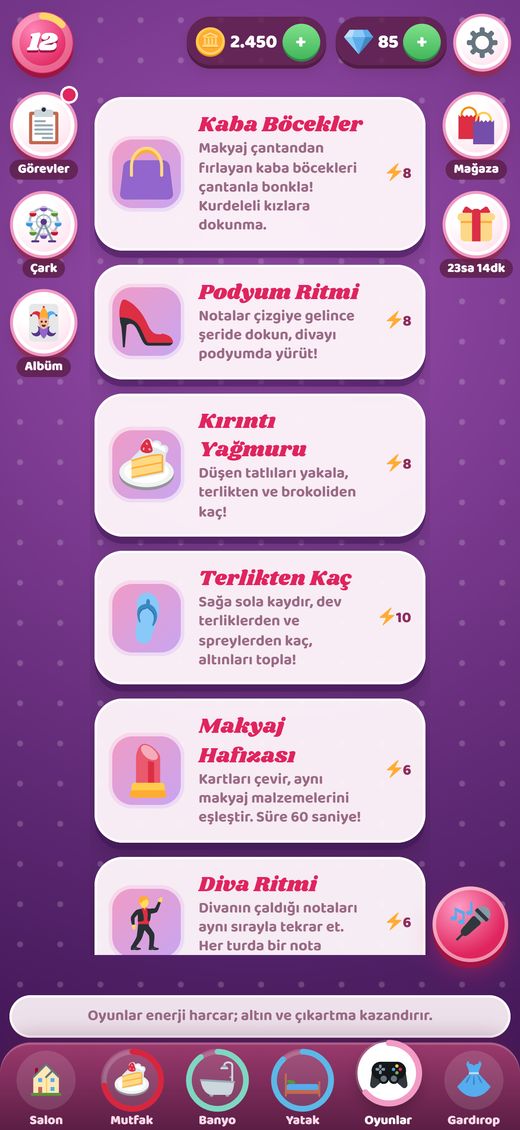 12
2.450 +
85 +
Görevler
Çark
Albüm
Mağaza
23sa 14dk
Kaba Böcekler
Makyaj çantandan
fırlayan kaba böcekleri
çantanla bonkla!
Kurdeleli kızlara
dokunma.
8
Podyum Ritmi
Notalar çizgiye gelince
şeride dokun, divayı
podyumda yürüt!
8
Kırıntı
Yağmuru
Düşen tatlıları yakala,
terlikten ve brokoliden
kaç!
8
Terlikten Kaç
Sağa sola kaydır, dev
terliklerden ve
spreylerden kaç,
altınları topla!
10
Makyaj
Hafızası
Kartları çevir, aynı
makyaj malzemelerini
eşleştir. Süre 60 saniye!
6
Diva Ritmi
Divanın çaldığı notaları
aynı sırayla tekrar et.
Her turda bir nota
6
Oyunlar enerji harcar; altın ve çıkartma kazandırır.
Salon
Mutfak
Banyo
Yatak
Oyunlar
Gardırop